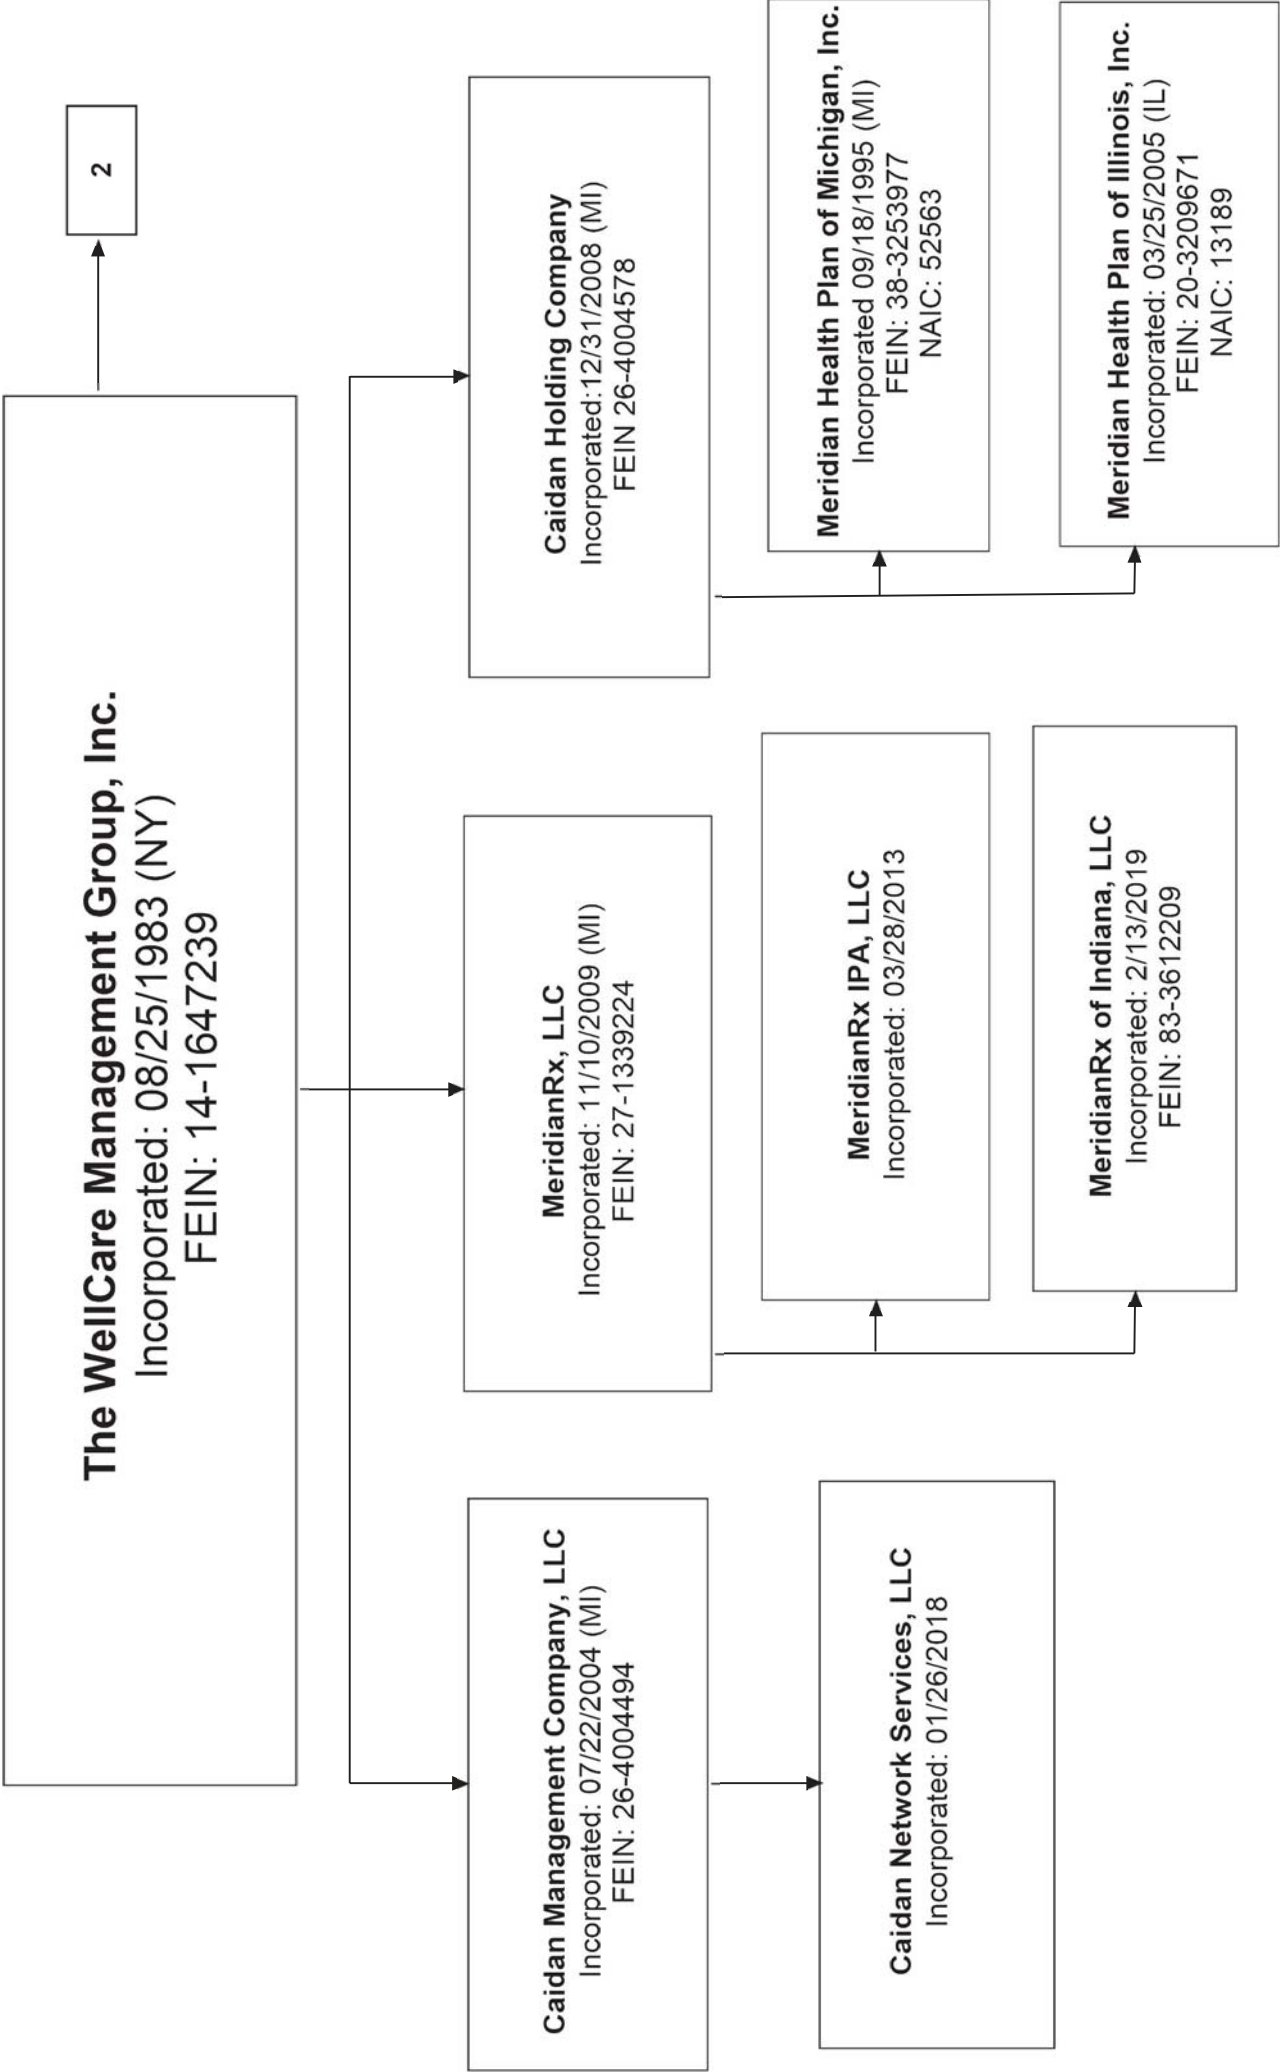 The WellCare Management Group, Inc.
Incorporated: 08/25/1983 (NY)
FEIN: 14-1647239
2
Caidan Management Company, LLC
Incorporated: 07/22/2004 (MI)
FEIN: 26-4004494
MeridianRx, LLC
Incorporated: 11/10/2009 (MI)
FEIN: 27-1339224
Caidan Holding Company
Incorporated:12/31/2008 (MI)
FEIN 26-4004578
Caidan Network Services, LLC
Incorporated: 01/26/2018
MeridianRx IPA, LLC
Incorporated: 03/28/2013
Meridian Health Plan of Michigan, Inc.
Incorporated 09/18/1995 (MI)
FEIN: 38-3253977
NAIC: 52563
MeridianRx of Indiana, LLC
Incorporated: 2/13/2019
FEIN: 83-3612209
Meridian Health Plan of Illinois, Inc.
Incorporated: 03/25/2005 (IL)
FEIN: 20-3209671
NAIC: 13189